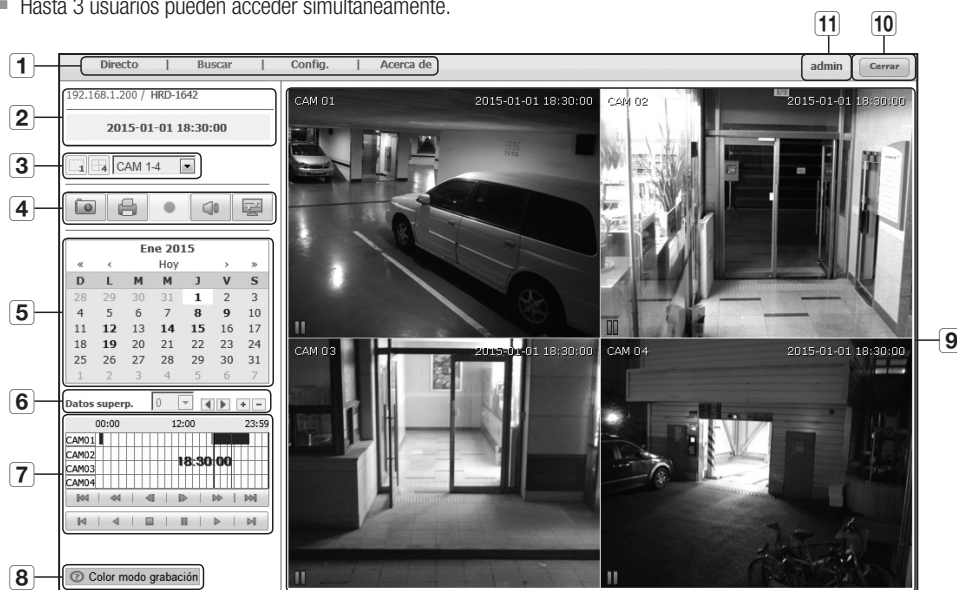 Hasta 3 usuarios pueden acceder simultáneamente.
11 10
1 Directo | Buscar | Config. | Acerca de admin Cerrar
2 192.168.1.200 / HRD-1642
2015-01-01 18:30:00
3 1 4 CAM 1-4
4
5 Ene 2015
« ‹ Hoy › »
D L M M J V S
28 29 30 31 1 2 3
4 5 6 7 8 9 10
11 12 13 14 15 16 17
18 19 20 21 22 23 24
25 26 27 28 29 30 31
1 2 3 4 5 6 7
6 Datos superp. 0
7 00:00 12:00 23:59
CAM01
CAM02
18:30:00
CAM03
CAM04
8 Color modo grabación
CAM 01 2015-01-01 18:30:00
CAM 02 2015-01-01 18:30:00
CAM 03 2015-01-01 18:30:00
CAM 04 2015-01-01 18:30:00
9